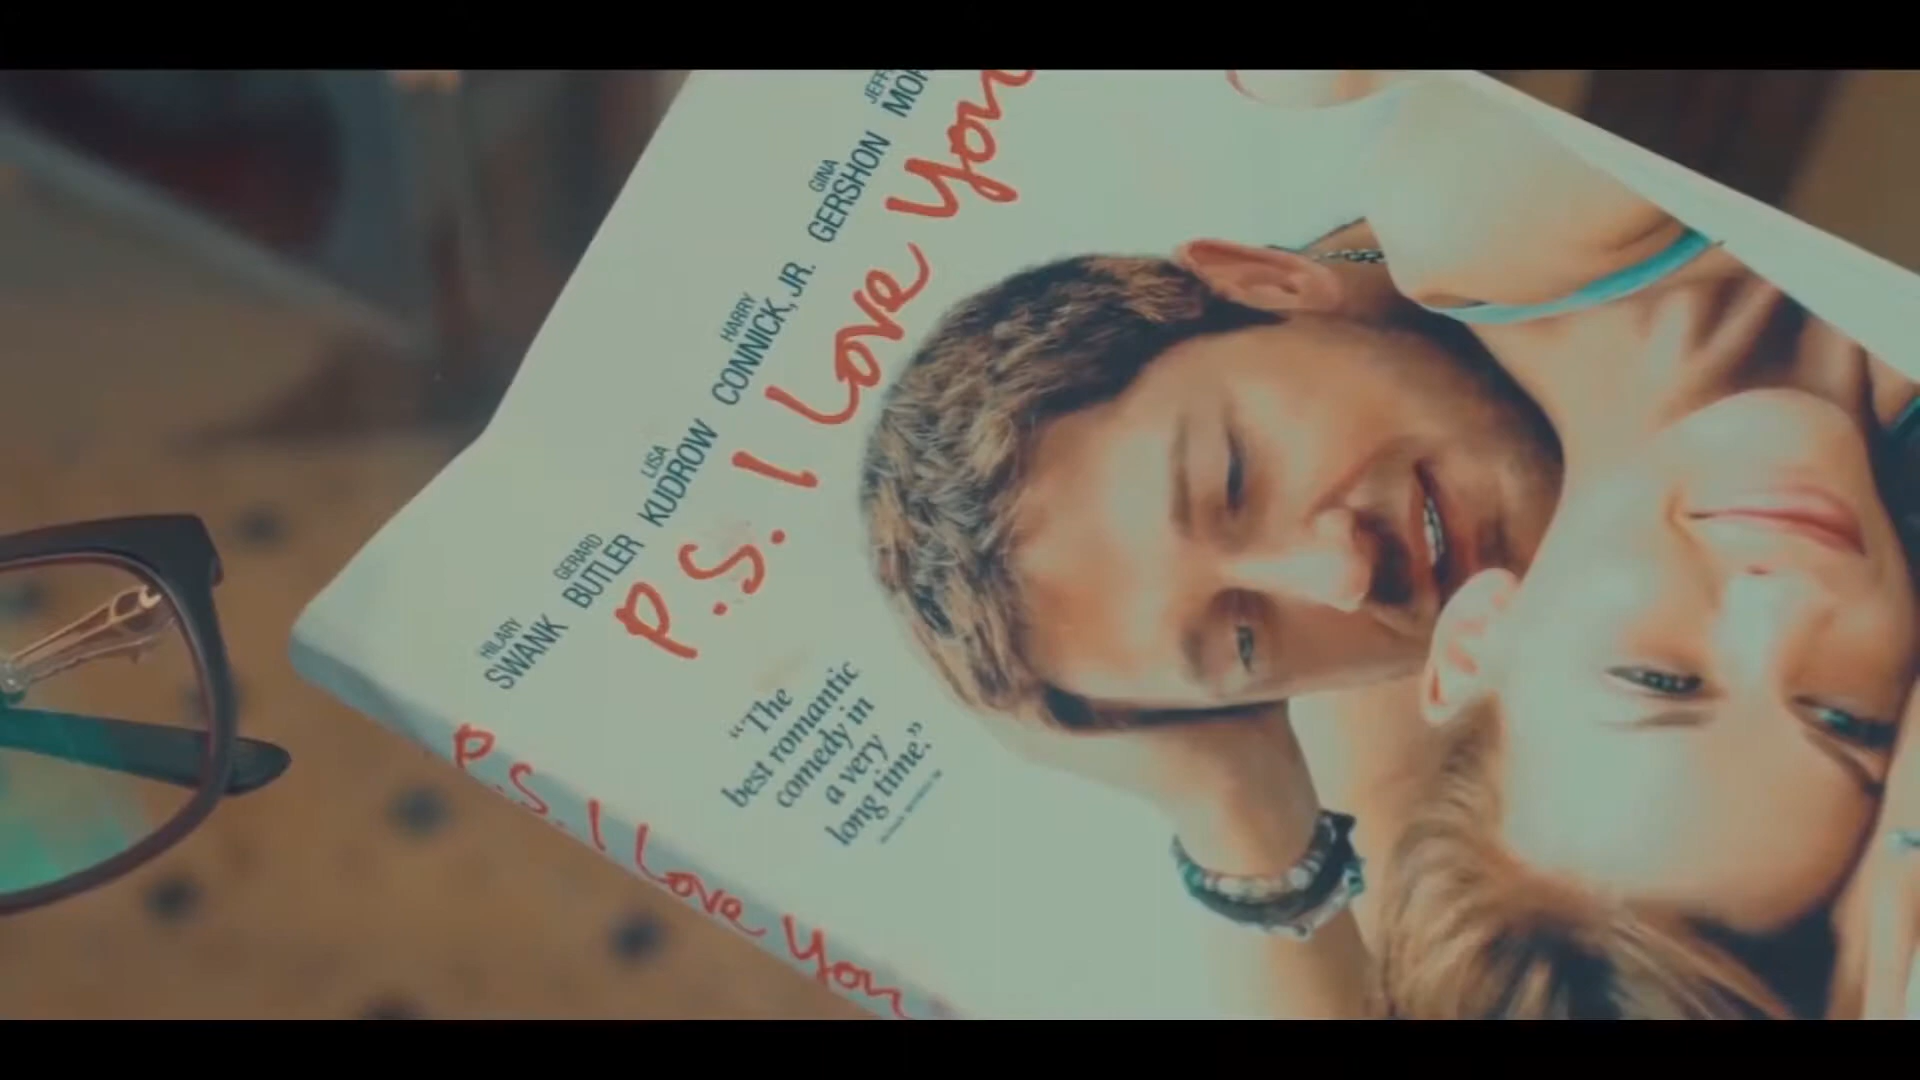 HILARY
SWANK
GERARD
BUTLER
LISA
KUDROW
HARRY
CONNICK, JR.
GINA
GERSHON
P.S. I Love You
“The
best romantic
comedy in
a very
long time.”
P.S. I Love You